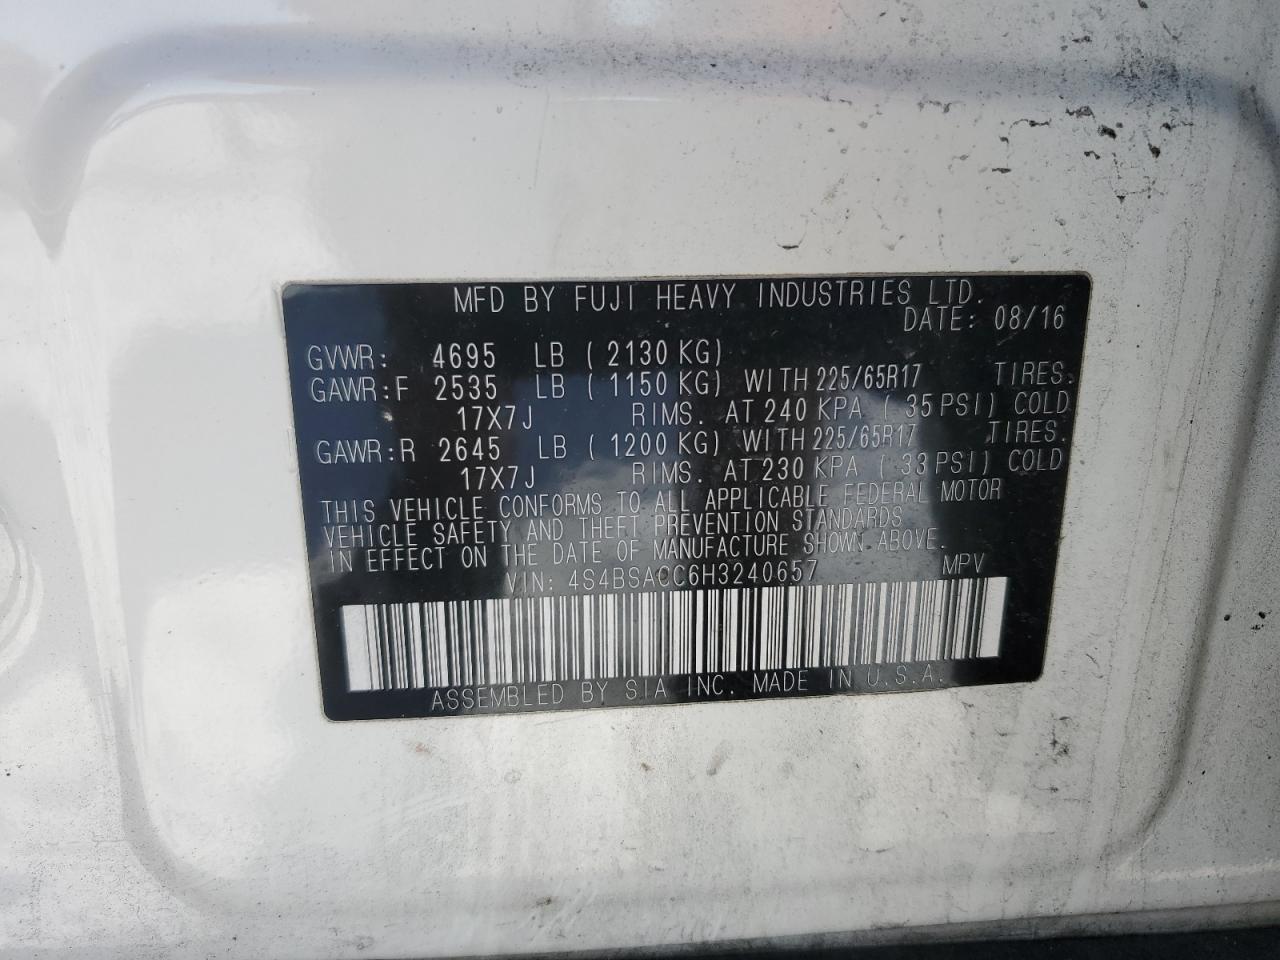 MFD BY FUJI HEAVY INDUSTRIES LTD.
DATE: 08/16
GVWR: 4695 LB ( 2130 KG)
GAWR:F 2535 LB ( 1150 KG) WITH 225/65R17 TIRES.
17X7J RIMS. AT 240 KPA ( 35 PSI) COLD
GAWR:R 2645 LB ( 1200 KG) WITH 225/65R17 TIRES.
17X7J RIMS. AT 230 KPA ( 33 PSI) COLD
THIS VEHICLE CONFORMS TO ALL APPLICABLE FEDERAL MOTOR
VEHICLE SAFETY AND THEFT PREVENTION STANDARDS
IN EFFECT ON THE DATE OF MANUFACTURE SHOWN ABOVE.
VIN: 4S4BSACC6H3240657 MPV
ASSEMBLED BY S.I.A INC. MADE IN U.S.A.